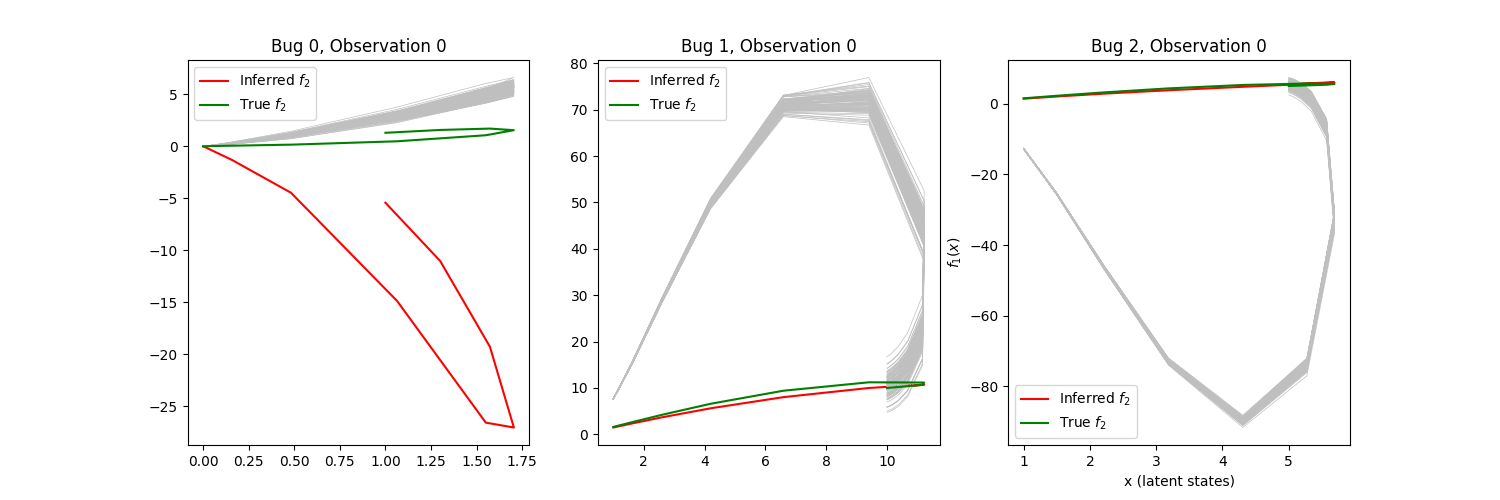 Bug 0, Observation 0
Inferred f₂
True f₂
5
0
−5
−10
−15
−20
−25
0.00 0.25 0.50 0.75 1.00 1.25 1.50 1.75
Bug 1, Observation 0
Inferred f₂
True f₂
80
70
60
50
40
30
20
10
0
2 4 6 8 10
Bug 2, Observation 0
f₁(x)
0
−20
−40
−60
−80
Inferred f₂
True f₂
1 2 3 4 5
x (latent states)